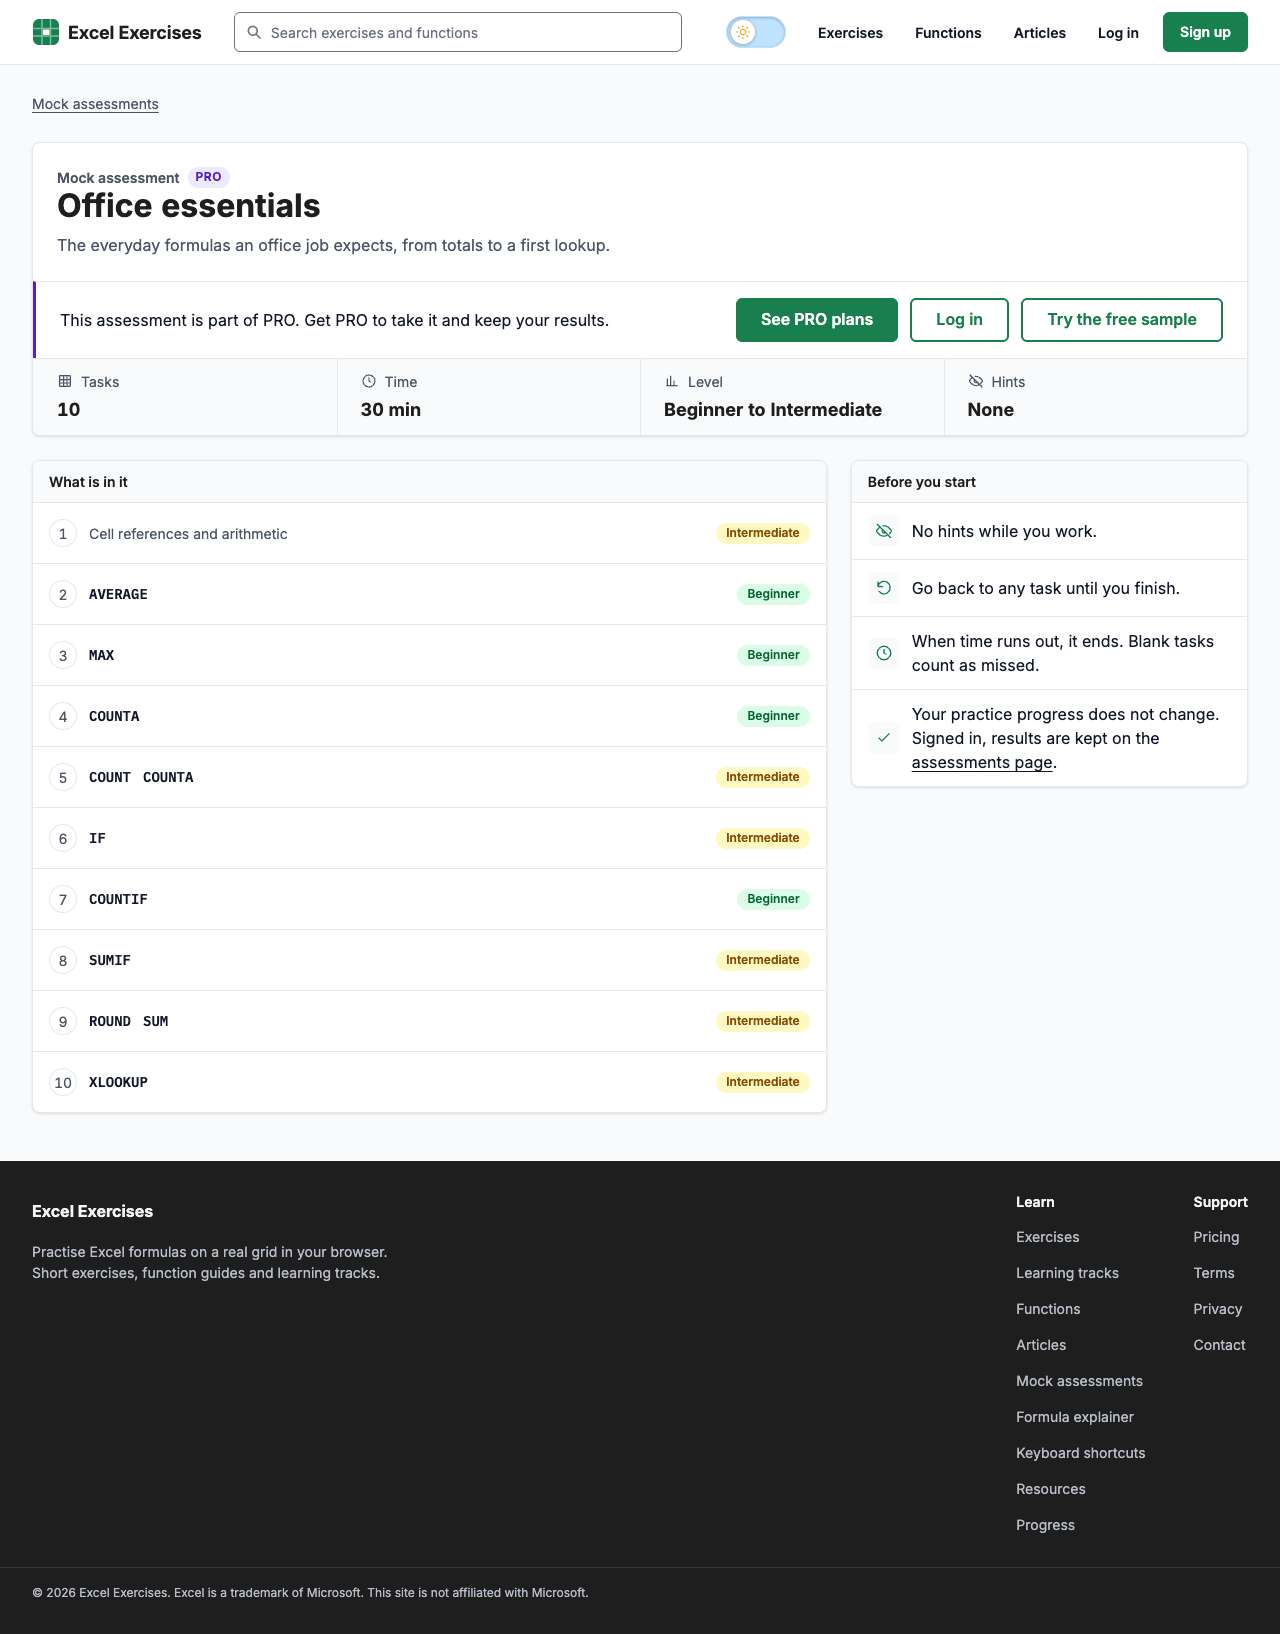 Excel Exercises
Search exercises and functions
Exercises
Functions
Articles
Log in
Sign up
Mock assessments
Mock assessment PRO
Office essentials
The everyday formulas an office job expects, from totals to a first lookup.
This assessment is part of PRO. Get PRO to take it and keep your results.
See PRO plans
Log in
Try the free sample
Tasks
10
Time
30 min
Level
Beginner to Intermediate
Hints
None
What is in it
1 Cell references and arithmetic Intermediate
2 AVERAGE Beginner
3 MAX Beginner
4 COUNTA Beginner
5 COUNT COUNTA Intermediate
6 IF Intermediate
7 COUNTIF Beginner
8 SUMIF Intermediate
9 ROUND SUM Intermediate
10 XLOOKUP Intermediate
Before you start
No hints while you work.
Go back to any task until you finish.
When time runs out, it ends. Blank tasks
count as missed.
Your practice progress does not change.
Signed in, results are kept on the
assessments page.
Excel Exercises
Practise Excel formulas on a real grid in your browser.
Short exercises, function guides and learning tracks.
Learn
Exercises
Learning tracks
Functions
Articles
Mock assessments
Formula explainer
Keyboard shortcuts
Resources
Progress
Support
Pricing
Terms
Privacy
Contact
© 2026 Excel Exercises. Excel is a trademark of Microsoft. This site is not affiliated with Microsoft.